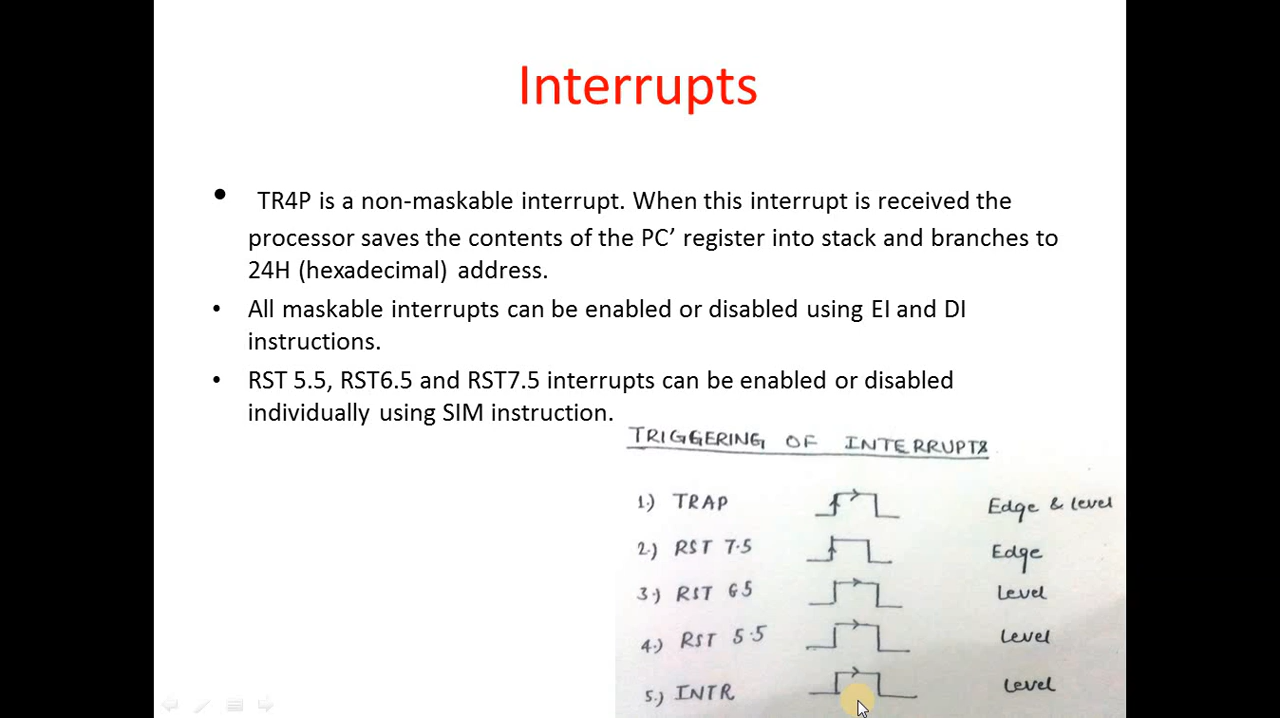 Interrupts
• TR4P is a non-maskable interrupt. When this interrupt is received the
processor saves the contents of the PC’ register into stack and branches to
24H (hexadecimal) address.
• All maskable interrupts can be enabled or disabled using EI and DI
instructions.
• RST 5.5, RST6.5 and RST7.5 interrupts can be enabled or disabled
individually using SIM instruction.
TRIGGERING OF INTERRUPTS
1.) TRAP Edge & level
2.) RST 7.5 Edge
3.) RST 6.5 Level
4.) RST 5.5 Level
5.) INTR Level